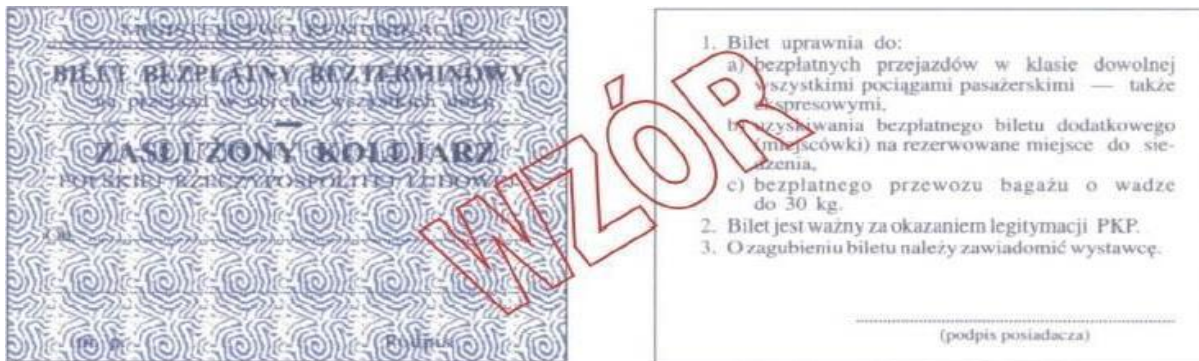 MINISTERSTWO KOMUNIKACJI
BILET BEZPŁATNY BEZTERMINOWY
na przejazd w obrębie wszystkich
ZASŁUŻONY KOLEJARZ
POLSKIEJ RZECZYPOSPOLITEJ LUDOWEJ
m. p.
Podpis
WZÓR
1. Bilet uprawnia do:
a) bezpłatnych przejazdów w klasie dowolnej
wszystkimi pociągami pasażerskimi — także
ekspresowymi,
b) uzyskiwania bezpłatnego biletu dodatkowego
(miejscówki) na rezerwowane miejsce do sie-
dzenia,
c) bezpłatnego przewozu bagażu o wadze
do 30 kg.
2. Bilet jest ważny za okazaniem legitymacji PKP.
3. O zagubieniu biletu należy zawiadomić wystawcę.
(podpis posiadacza)